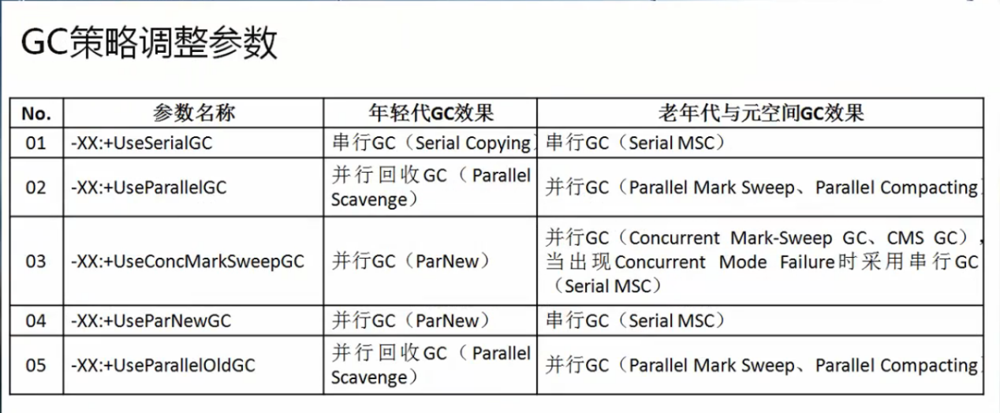 GC策略调整参数
No. 参数名称 年轻代GC效果 老年代与元空间GC效果
01 -XX:+UseSerialGC 串行GC（Serial Copying） 串行GC（Serial MSC）
02 -XX:+UseParallelGC 并行回收GC（Parallel
Scavenge） 并行GC（Parallel Mark Sweep、Parallel Compacting）
03 -XX:+UseConcMarkSweepGC 并行GC（ParNew） 并行GC（Concurrent Mark-Sweep GC、CMS GC），
当出现Concurrent Mode Failure时采用串行GC
（Serial MSC）
04 -XX:+UseParNewGC 并行GC（ParNew） 串行GC（Serial MSC）
05 -XX:+UseParallelOldGC 并行回收GC（Parallel
Scavenge） 并行GC（Parallel Mark Sweep、Parallel Compacting）